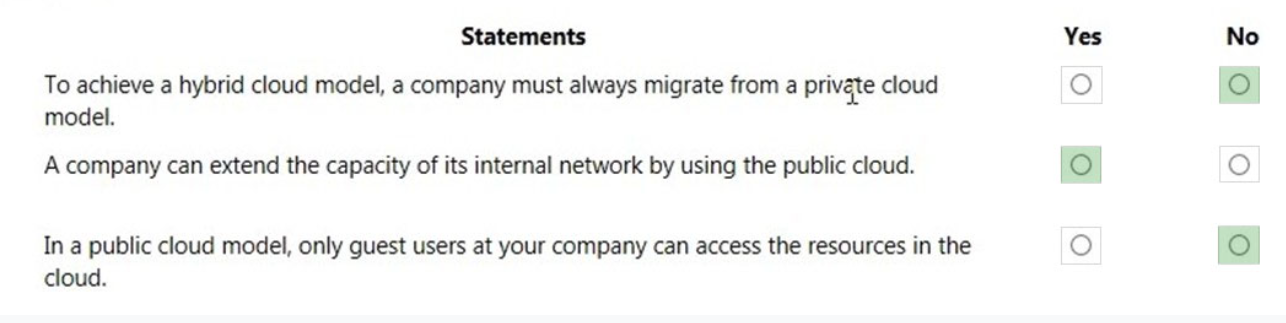 Statements Yes No
To achieve a hybrid cloud model, a company must always migrate from a private cloud
model.
A company can extend the capacity of its internal network by using the public cloud.
In a public cloud model, only guest users at your company can access the resources in the
cloud.